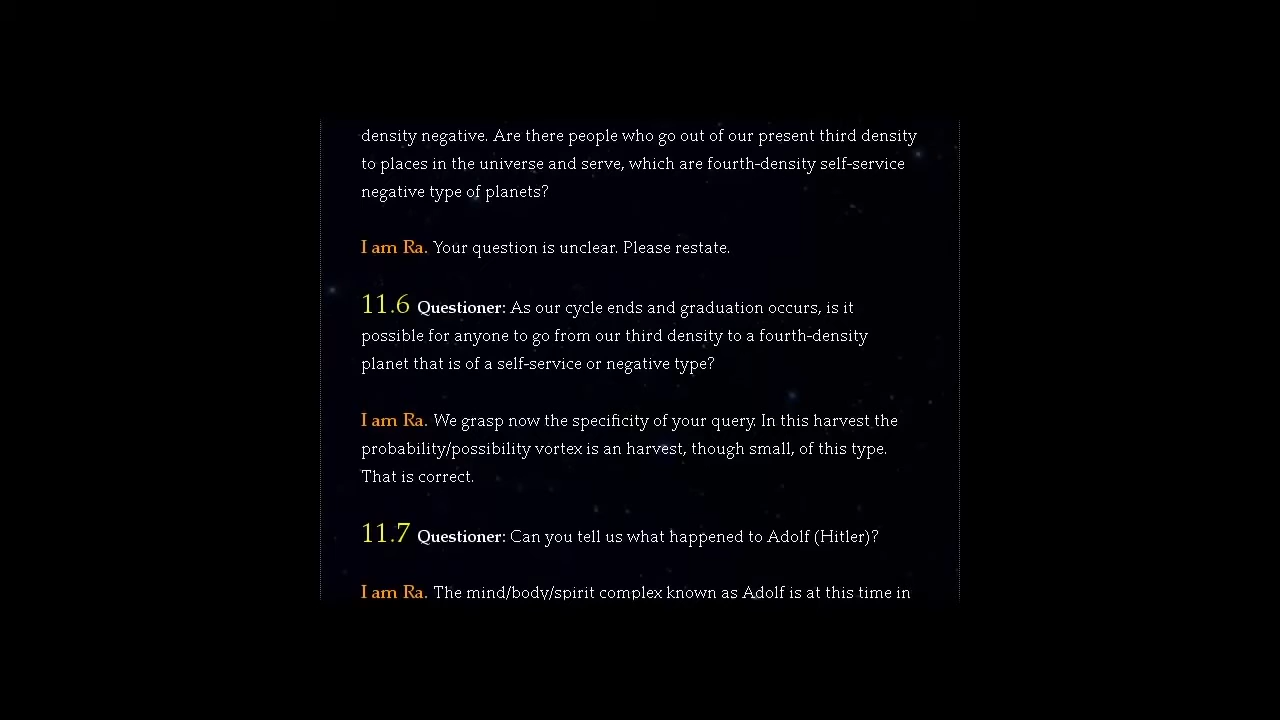 density negative. Are there people who go out of our present third density
to places in the universe and serve, which are fourth-density self-service
negative type of planets?
I am Ra. Your question is unclear. Please restate.
11.6 Questioner: As our cycle ends and graduation occurs, is it
possible for anyone to go from our third density to a fourth-density
planet that is of a self-service or negative type?
I am Ra. We grasp now the specificity of your query. In this harvest the
probability/possibility vortex is an harvest, though small, of this type.
That is correct.
11.7 Questioner: Can you tell us what happened to Adolf (Hitler)?
I am Ra. The mind/body/spirit complex known as Adolf is at this time in